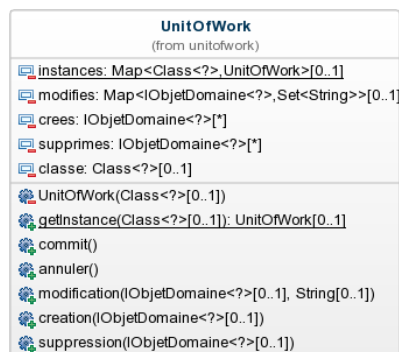 UnitOfWork
(from unitofwork)
instances: Map<Class<?>,UnitOfWork>[0..1]
modifies: Map<IObjetDomaine<?>,Set<String>>[0..1]
crees: IObjetDomaine<?>[*]
supprimes: IObjetDomaine<?>[*]
classe: Class<?>[0..1]
UnitOfWork(Class<?>[0..1])
getInstance(Class<?>[0..1]): UnitOfWork[0..1]
commit()
annuler()
modification(IObjetDomaine<?>[0..1], String[0..1])
creation(IObjetDomaine<?>[0..1])
suppression(IObjetDomaine<?>[0..1])